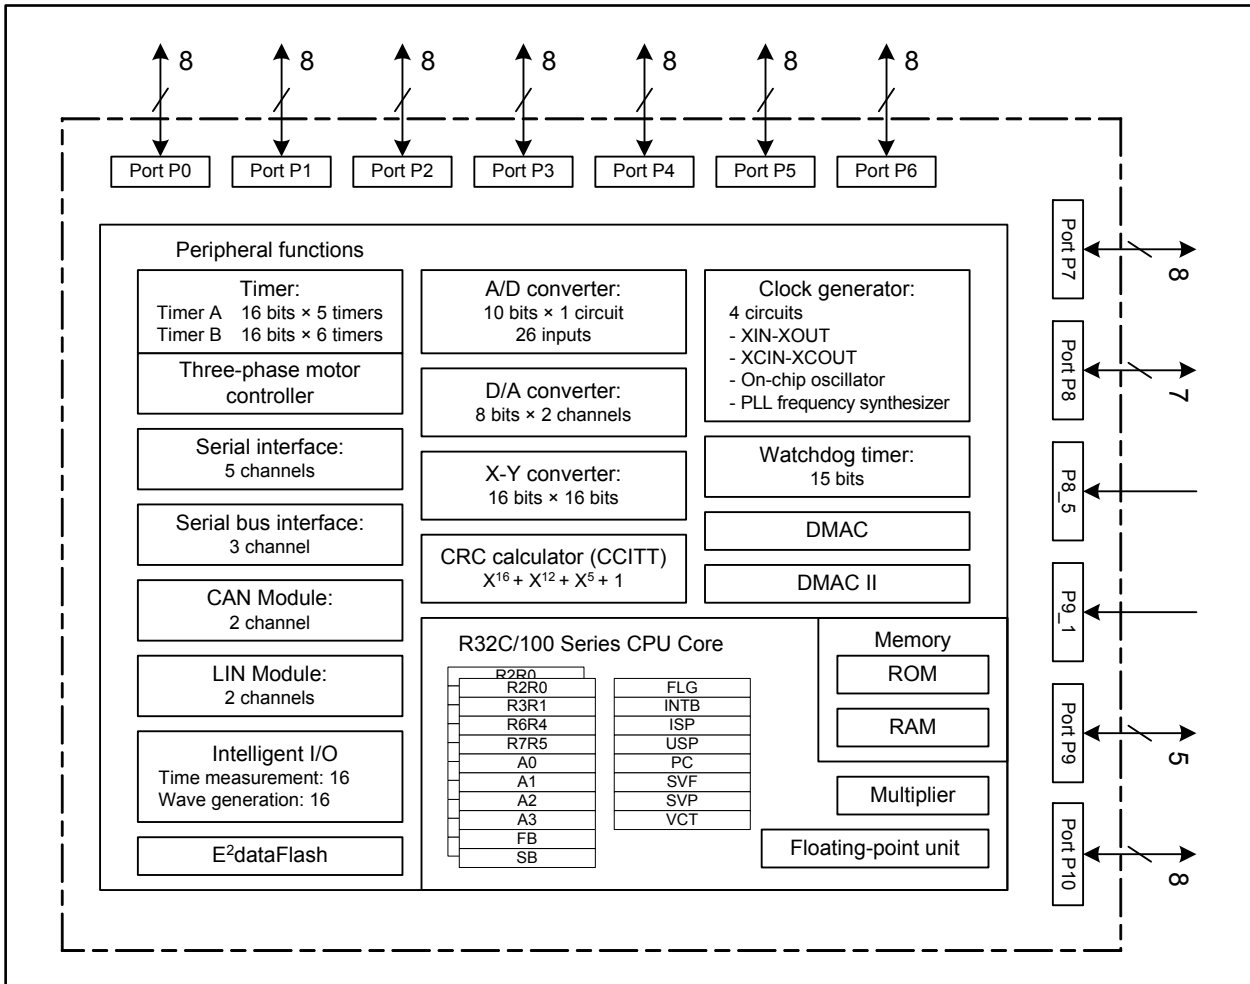 8 8 8 8 8 8 8
Port P0 Port P1 Port P2 Port P3 Port P4 Port P5 Port P6
Peripheral functions
Timer:
Timer A 16 bits × 5 timers
Timer B 16 bits × 6 timers
Three-phase motor
controller
Serial interface:
5 channels
Serial bus interface:
3 channel
CAN Module:
2 channel
LIN Module:
2 channels
Intelligent I/O
Time measurement: 16
Wave generation: 16
E²dataFlash
A/D converter:
10 bits × 1 circuit
26 inputs
D/A converter:
8 bits × 2 channels
X-Y converter:
16 bits × 16 bits
CRC calculator (CCITT)
X¹⁶ + X¹² + X⁵ + 1
Clock generator:
4 circuits
- XIN-XOUT
- XCIN-XCOUT
- On-chip oscillator
- PLL frequency synthesizer
Watchdog timer:
15 bits
DMAC
DMAC II
R32C/100 Series CPU Core
R2R0
R2R0
R3R1
R6R4
R7R5
A0
A1
A2
A3
FB
SB
FLG
INTB
ISP
USP
PC
SVF
SVP
VCT
Memory
ROM
RAM
Multiplier
Floating-point unit
Port P7
8
Port P8
7
P8_5
P9_1
Port P9
5
Port P10
8